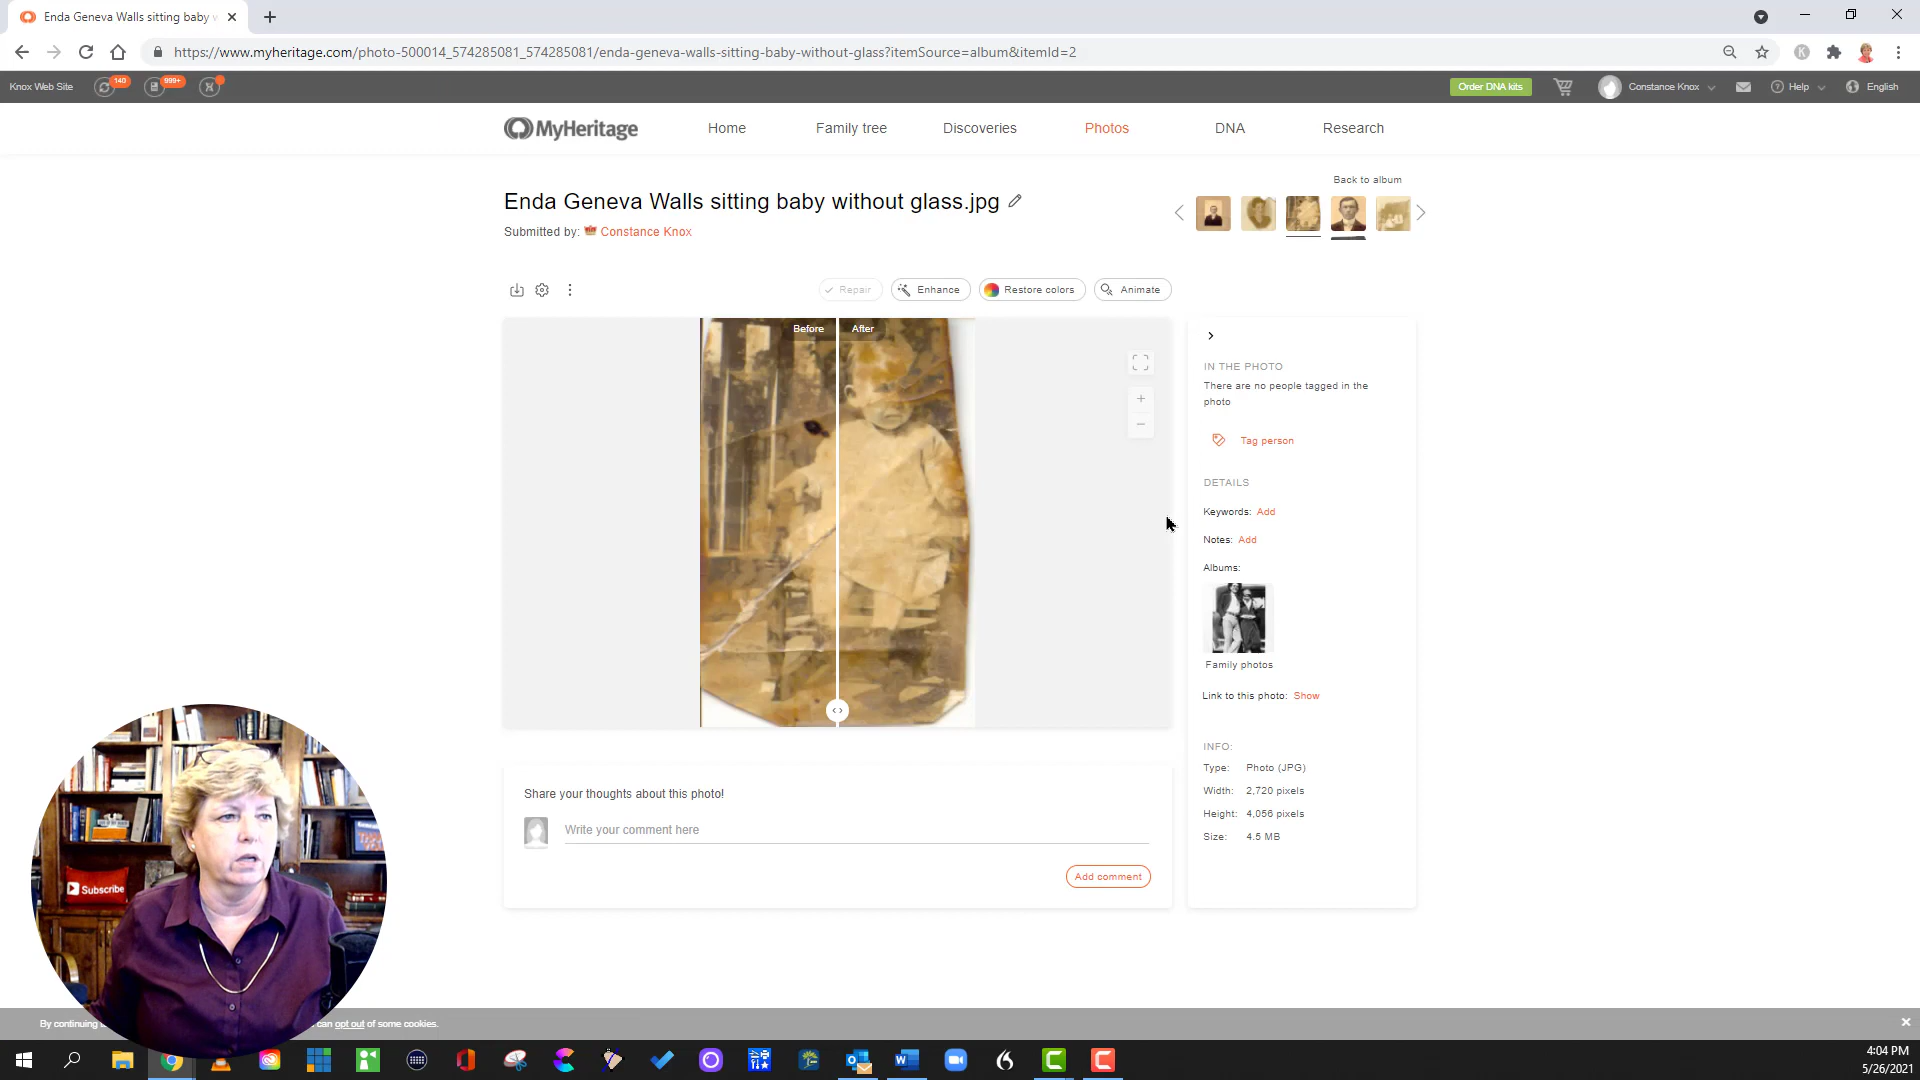 Enda Geneva Walls sitting baby w
https://www.myheritage.com/photo-500014_574285081_574285081/enda-geneva-walls-sitting-baby-without-glass?itemSource=album&itemId=2
K
Knox Web Site
140
999+
Order DNA kits
Constance Knox
Help
English
MyHeritage
Home
Family tree
Discoveries
Photos
DNA
Research
Back to album
Enda Geneva Walls sitting baby without glass.jpg
Submitted by: Constance Knox
Repair
Enhance
Restore colors
Animate
Before
After
IN THE PHOTO
There are no people tagged in the
photo
Tag person
DETAILS
Keywords: Add
Notes: Add
Albums:
Family photos
Link to this photo: Show
INFO:
Type: Photo (JPG)
Width: 2,720 pixels
Height: 4,056 pixels
Size: 4.5 MB
Share your thoughts about this photo!
Write your comment here
Add comment
Subscribe
By continuing
can opt out of some cookies.
4:04 PM
5/26/2021